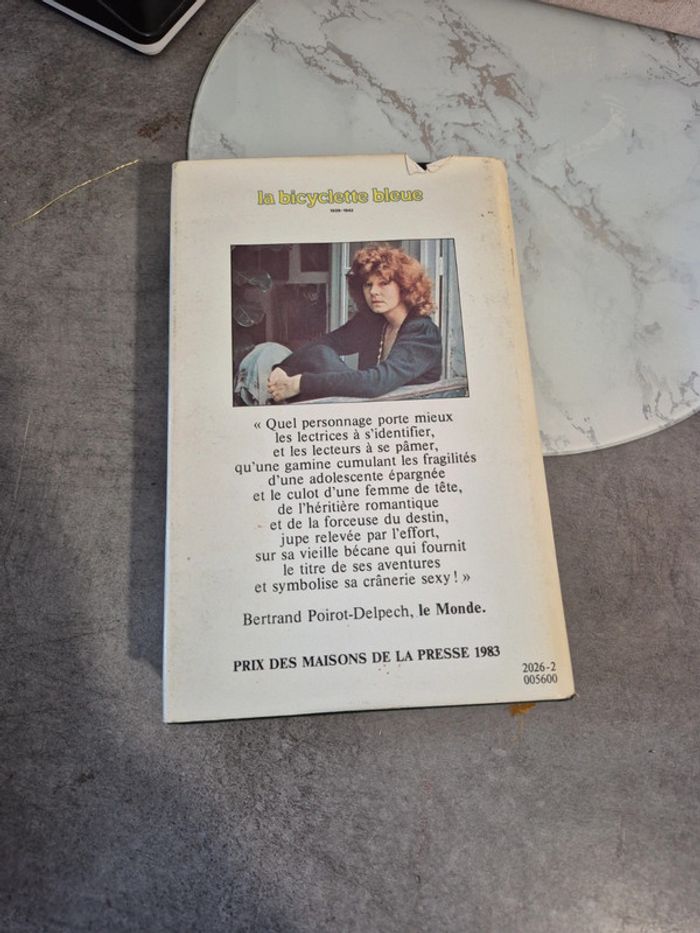 la bicyclette bleue
1939-1942
« Quel personnage porte mieux
les lectrices à s'identifier,
et les lecteurs à se pâmer,
qu'une gamine cumulant les fragilités
d'une adolescente épargnée
et le culot d'une femme de tête,
de l'héritière romantique
et de la forceuse du destin,
jupe relevée par l'effort,
sur sa vieille bécane qui fournit
le titre de ses aventures
et symbolise sa crânerie sexy ! »
Bertrand Poirot-Delpech, le Monde.
PRIX DES MAISONS DE LA PRESSE 1983
2026-2
005600